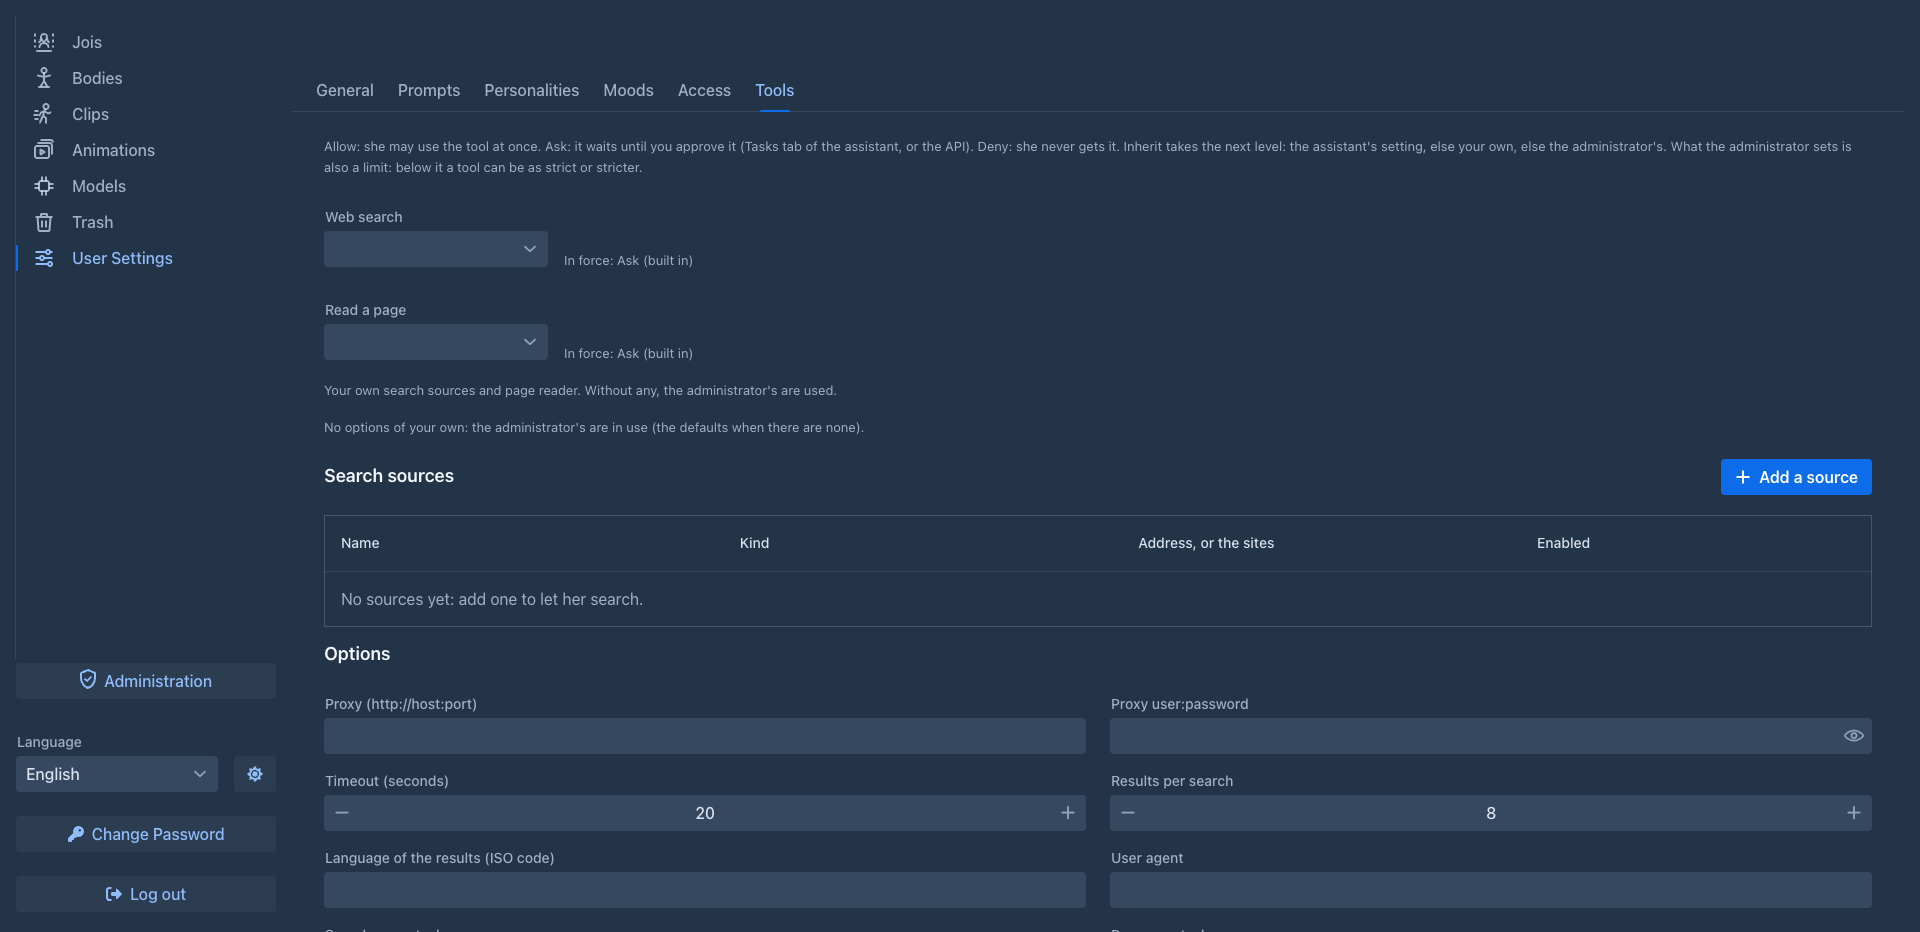 Jois
Bodies
Clips
Animations
Models
Trash
User Settings
Administration
Language
English
Change Password
Log out
General Prompts Personalities Moods Access Tools
Allow: she may use the tool at once. Ask: it waits until you approve it (Tasks tab of the assistant, or the API). Deny: she never gets it. Inherit takes the next level: the assistant's setting, else your own, else the administrator's. What the administrator sets is
also a limit: below it a tool can be as strict or stricter.
Web search
In force: Ask (built in)
Read a page
In force: Ask (built in)
Your own search sources and page reader. Without any, the administrator's are used.
No options of your own: the administrator's are in use (the defaults when there are none).
Search sources
Add a source
Name Kind Address, or the sites Enabled
No sources yet: add one to let her search.
Options
Proxy (http://host:port) Proxy user:password
Timeout (seconds) Results per search
20 8
Language of the results (ISO code) User agent